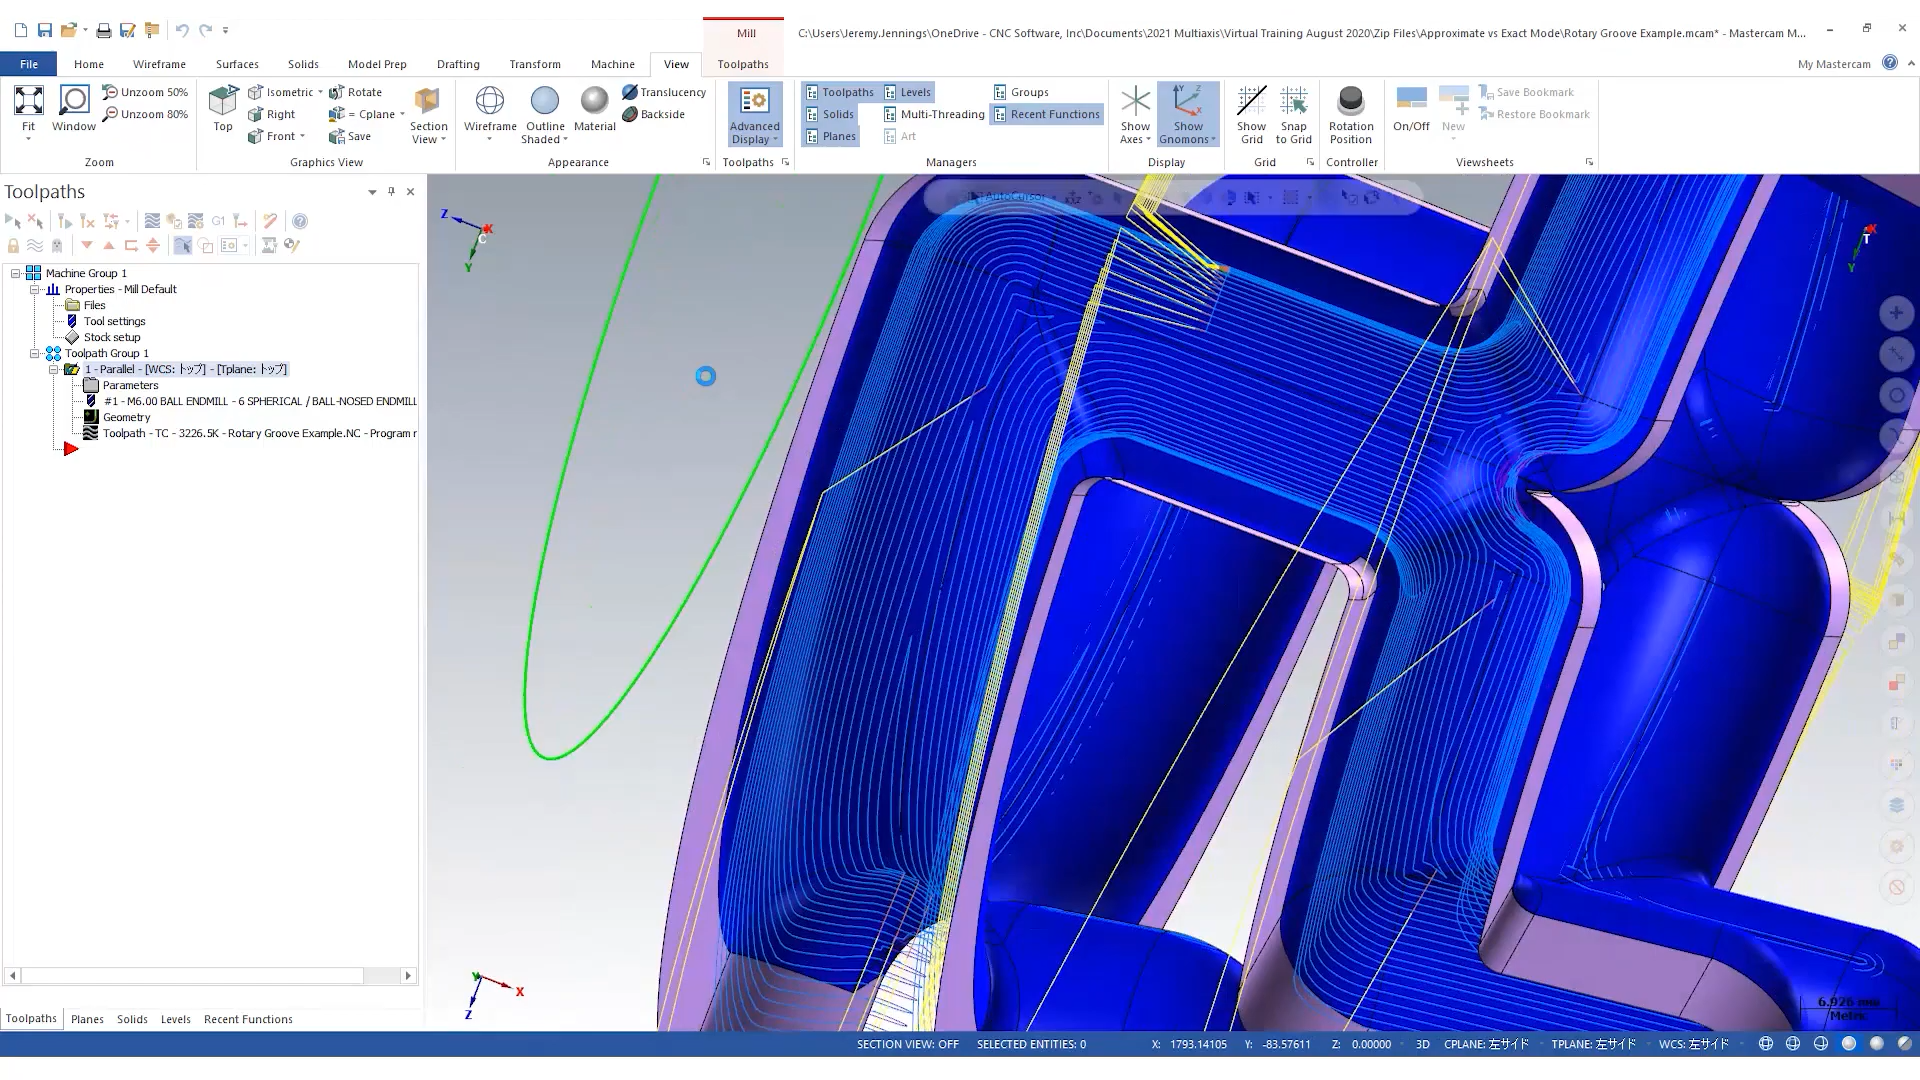 Mill
C:\Users\Jeremy.Jennings\OneDrive - CNC Software, Inc\Documents\2021 Multiaxis\Virtual Training August 2020\Zip Files\Approximate vs Exact Mode\Rotary Groove Example.mcam* - Mastercam M...
File Home Wireframe Surfaces Solids Model Prep Drafting Transform Machine View Toolpaths
My Mastercam
Fit
Window
Unzoom 50%
Unzoom 80%
Zoom
Top
Isometric
Right
Front
Rotate
= Cplane
Save
Section View
Graphics View
Wireframe
Outline Shaded
Material
Translucency
Backside
Appearance
Advanced Display
Toolpaths
Toolpaths
Solids
Planes
Levels
Multi-Threading
Art
Groups
Recent Functions
Managers
Show Axes
Show Gnomons
Display
Show Grid
Snap to Grid
Grid
Rotation Position
Controller
On/Off
New
Save Bookmark
Restore Bookmark
Viewsheets
Toolpaths
G1
Machine Group 1
Properties - Mill Default
Files
Tool settings
Stock setup
Toolpath Group 1
1 - Parallel - [WCS: トップ] - [Tplane: トップ]
Parameters
#1 - M6.00 BALL ENDMILL - 6 SPHERICAL / BALL-NOSED ENDMILL
Geometry
Toolpath - TC - 3226.5K - Rotary Groove Example.NC - Program r
Toolpaths Planes Solids Levels Recent Functions
AutoCursor
Z
X
C
Y
X
T
Y
Y
X
Z
6.926 mm
Metric
SECTION VIEW: OFF SELECTED ENTITIES: 0 X: 1793.14105 Y: -83.57611 Z: 0.00000 3D CPLANE: 左サイド TPLANE: 左サイド WCS: 左サイド